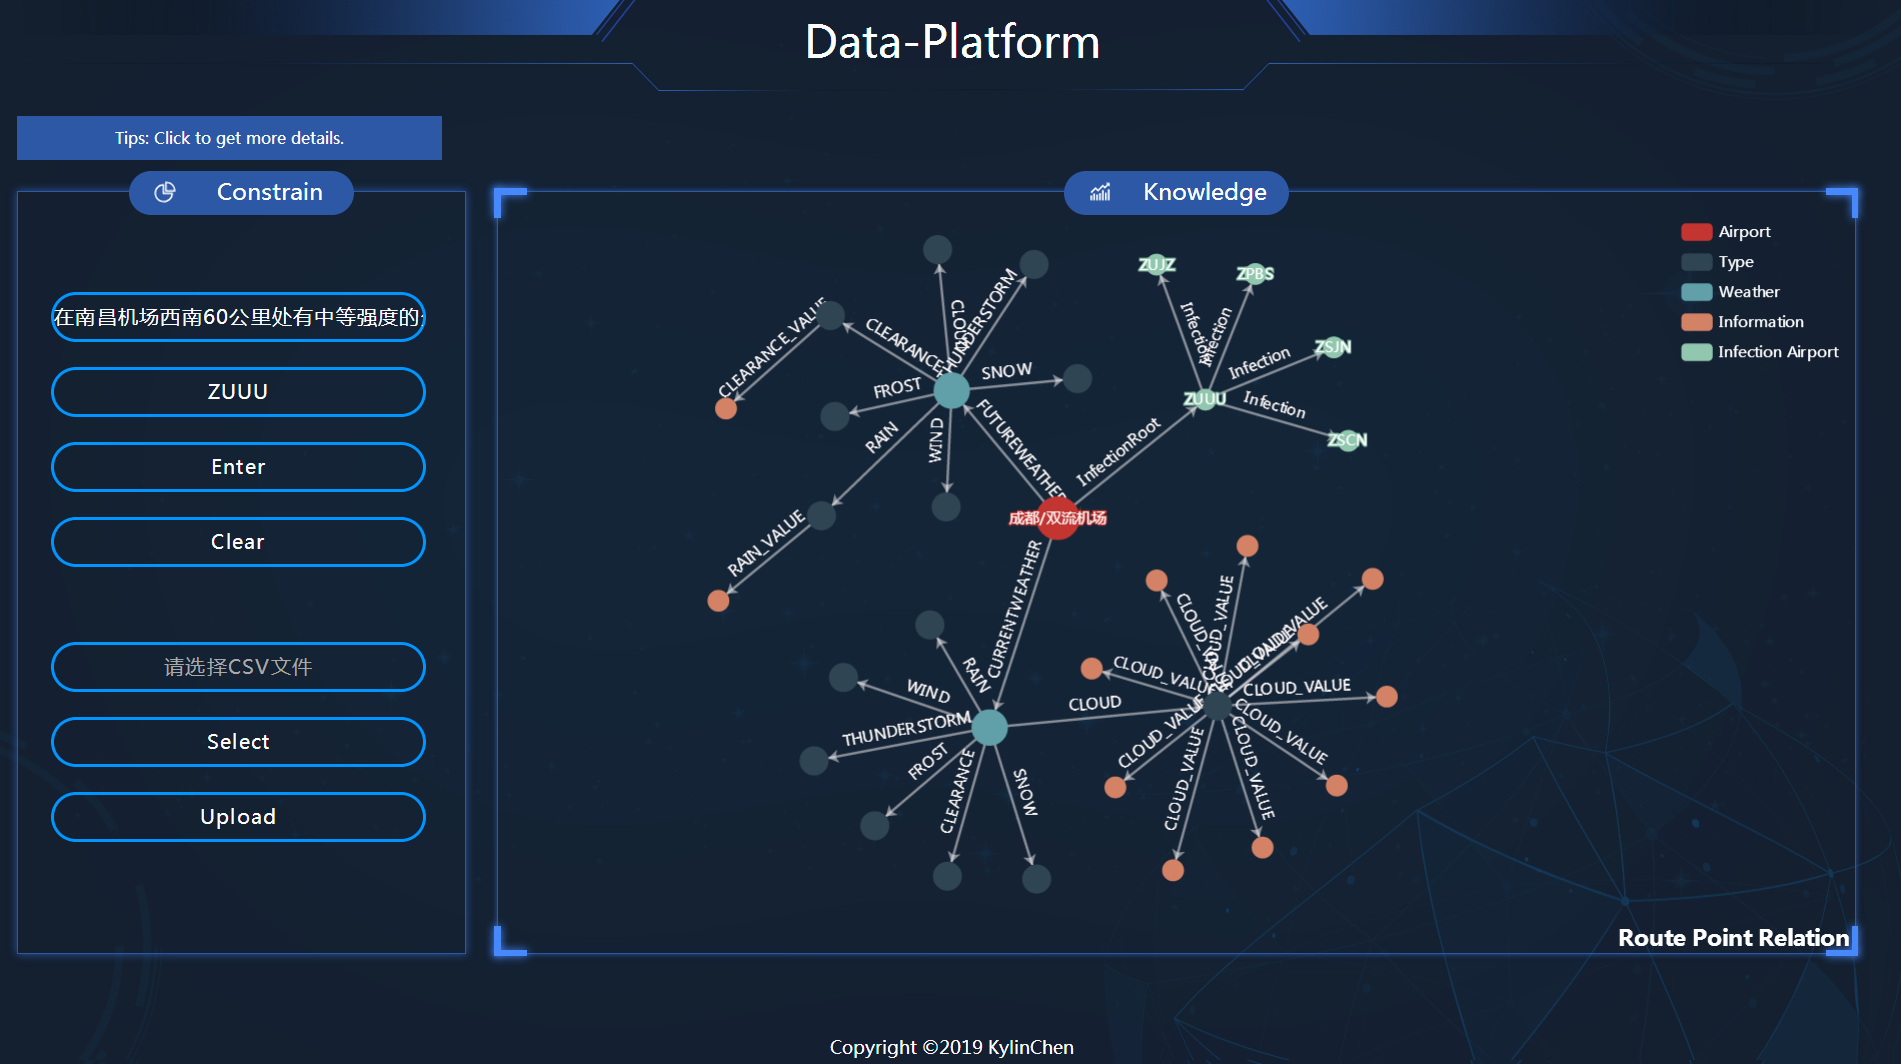 Data-Platform
Tips: Click to get more details.
Constrain
在南昌机场西南60公里处有中等强度的
ZUUU
Enter
Clear
请选择CSV文件
Select
Upload
Knowledge
Airport
Type
Weather
Information
Infection Airport
CLOUD
THUNDERSTORM
CLEARANCE
CLEARANCE_VALUE
FROST
SNOW
RAIN
WIND
RAIN_VALUE
FUTUREWEATHER
InfectionRoot
ZUJZ
ZPBS
ZSJN
ZUUU
ZSCN
Infection
Infection
Infection
Infection
成都/双流机场
CURRENTWEATHER
RAIN
WIND
THUNDERSTORM
FROST
CLEARANCE
SNOW
CLOUD
CLOUD_VALUE
CLOUD_VALUE
CLOUD_VALUE
CLOUD_VALUE
CLOUD_VALUE
CLOUD_VALUE
CLOUD_VALUE
CLOUD_VALUE
CLOUD_VALUE
CLOUD_VALUE
Route Point Relation
Copyright ©2019 KylinChen